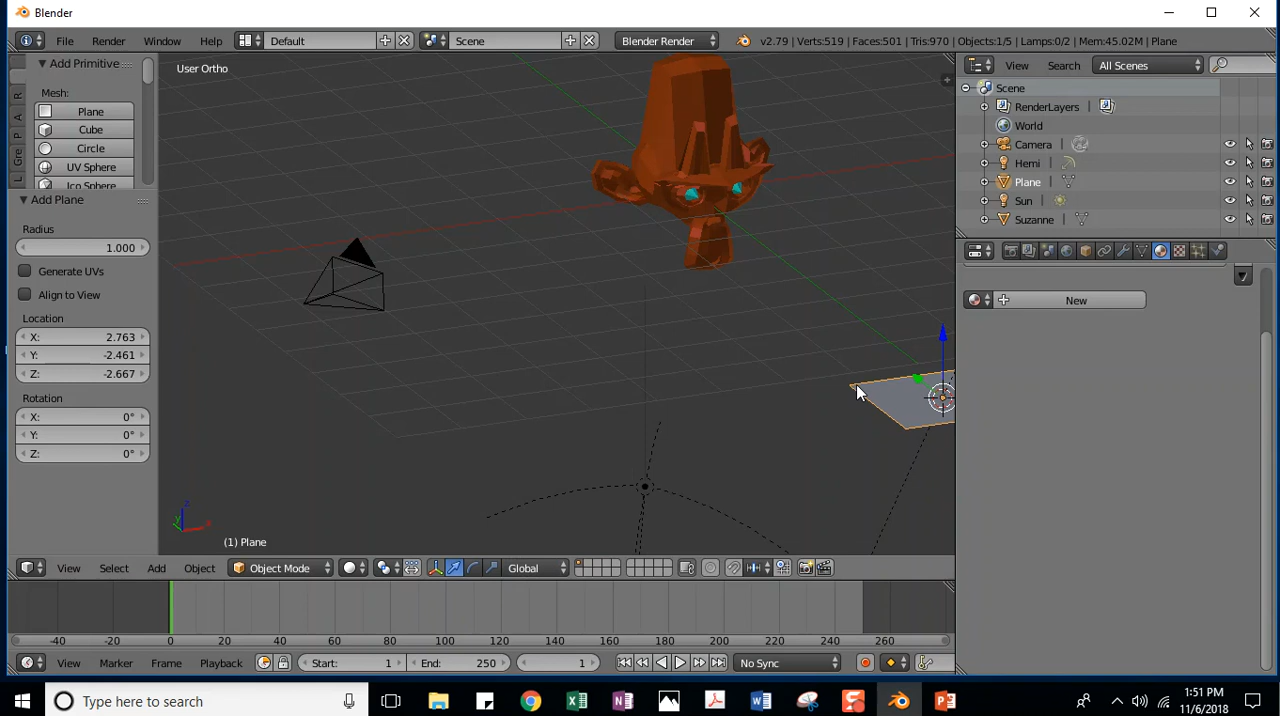 Blender
File Render Window Help Default Scene Blender Render v2.79 | Verts:519 | Faces:501 | Tris:970 | Objects:1/5 | Lamps:0/2 | Mem:45.02M | Plane
Add Primitive
Mesh:
Plane
Cube
Circle
UV Sphere
Ico Sphere
R
A
P
Gre
L
Add Plane
Radius
1.000
Generate UVs
Align to View
Location
X: 2.763
Y: -2.461
Z: -2.667
Rotation
X: 0°
Y: 0°
Z: 0°
User Ortho
(1) Plane
View Search All Scenes
Scene
RenderLayers
World
Camera
Hemi
Plane
Sun
Suzanne
New
View Select Add Object Object Mode Global
-40 -20 0 20 40 60 80 100 120 140 160 180 200 220 240 260
View Marker Frame Playback Start: 1 End: 250 1 No Sync
Type here to search
1:51 PM
11/6/2018